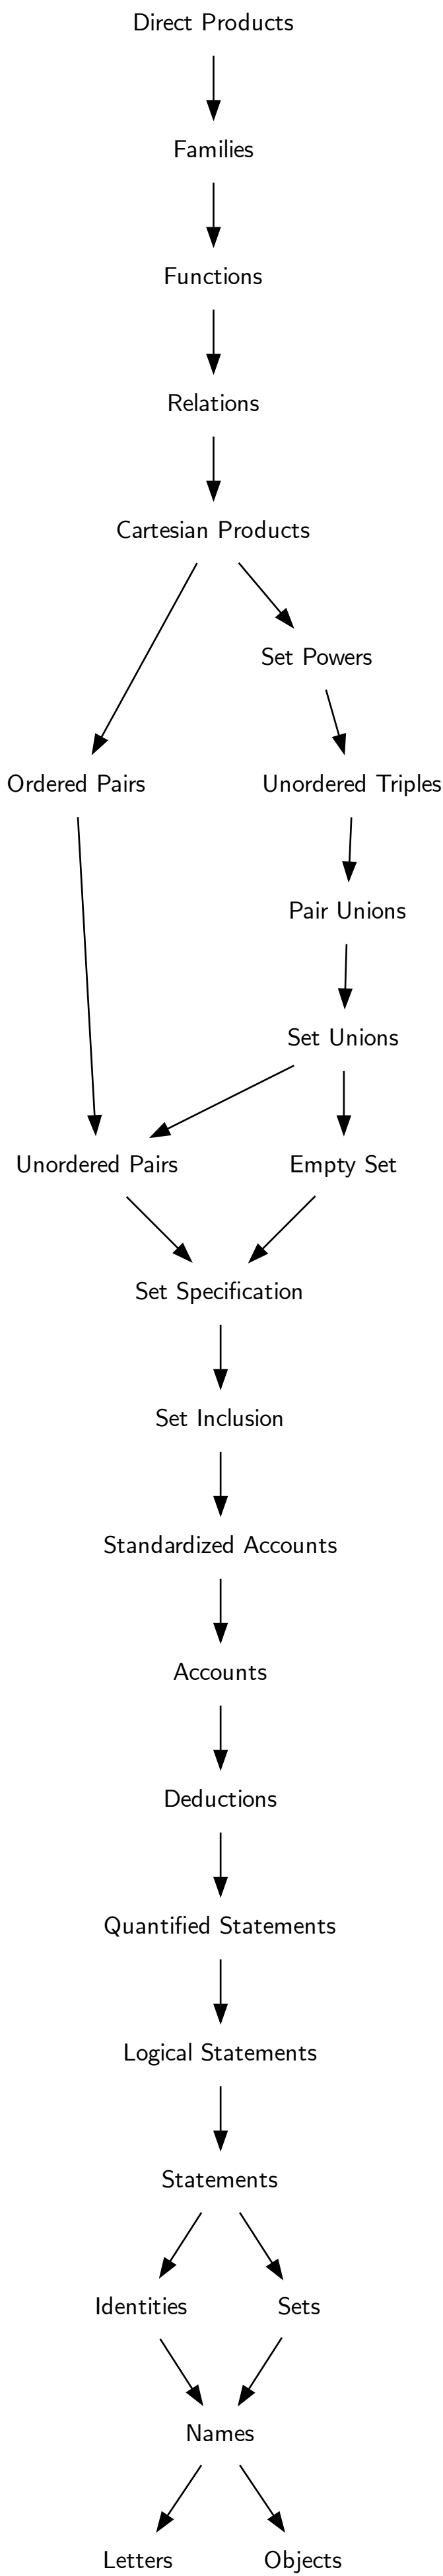 Direct Products
Families
Functions
Relations
Cartesian Products
Set Powers
Ordered Pairs
Unordered Triples
Pair Unions
Set Unions
Unordered Pairs
Empty Set
Set Specification
Set Inclusion
Standardized Accounts
Accounts
Deductions
Quantified Statements
Logical Statements
Statements
Identities
Sets
Names
Letters
Objects